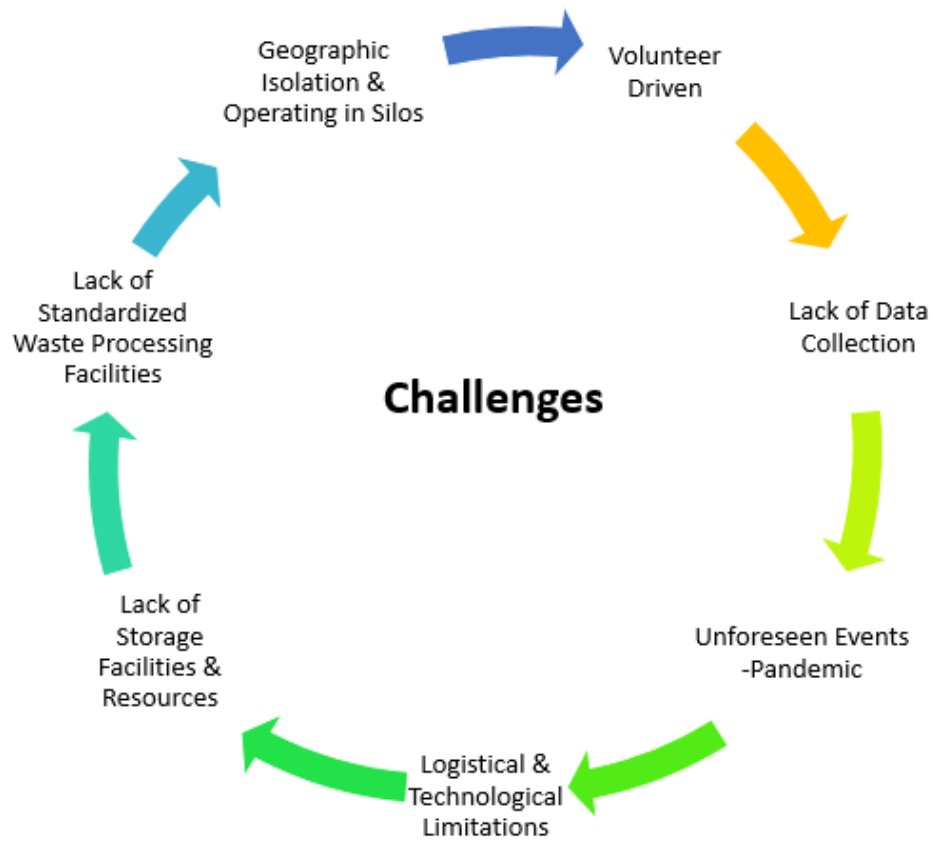 Geographic
Isolation &
Operating in Silos
Volunteer
Driven
Lack of Data
Collection
Unforeseen Events
-Pandemic
Logistical &
Technological
Limitations
Lack of
Storage
Facilities &
Resources
Lack of
Standardized
Waste Processing
Facilities
Challenges